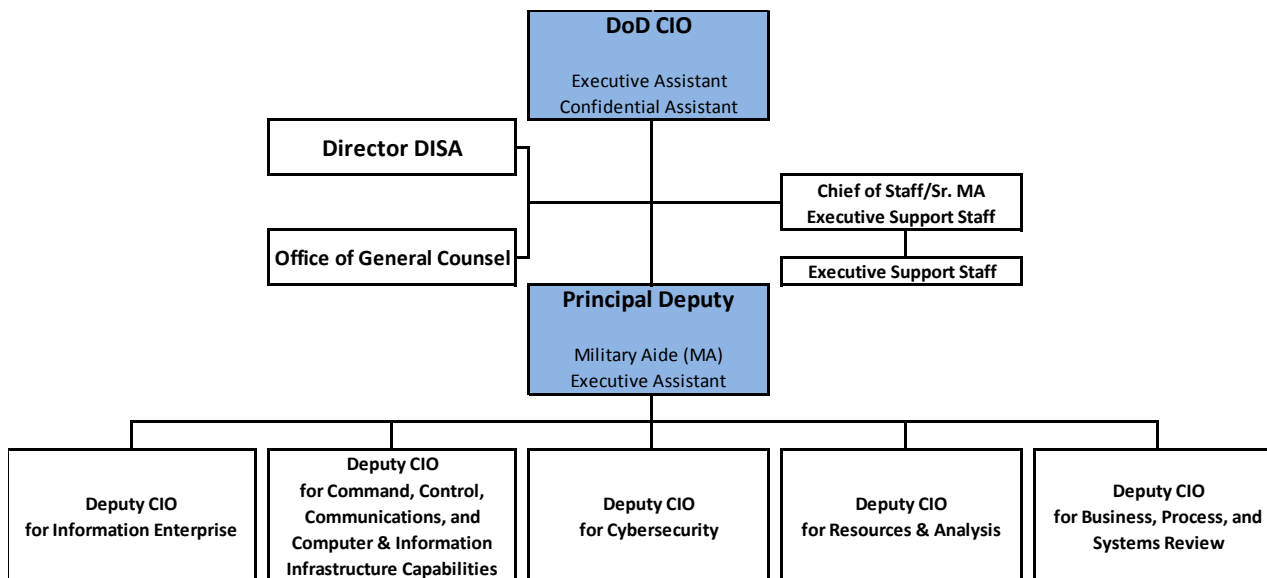 DoD CIO
Executive Assistant
Confidential Assistant
Director DISA
Chief of Staff/Sr. MA
Executive Support Staff
Office of General Counsel
Executive Support Staff
Principal Deputy
Military Aide (MA)
Executive Assistant
Deputy CIO
for Information Enterprise
Deputy CIO
for Command, Control,
Communications, and
Computer & Information
Infrastructure Capabilities
Deputy CIO
for Cybersecurity
Deputy CIO
for Resources & Analysis
Deputy CIO
for Business, Process, and
Systems Review